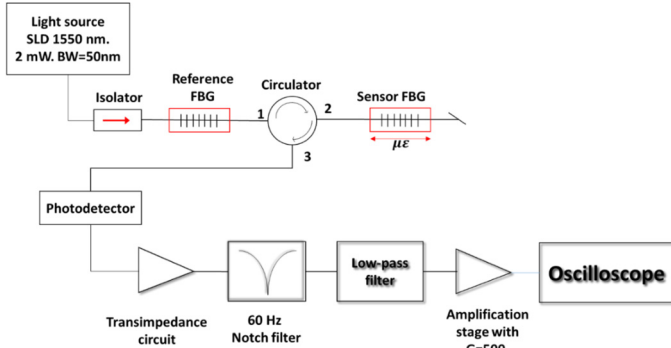 Light source
SLD 1550 nm.
2 mW. BW=50nm
Isolator
Reference
FBG
Circulator
1
2
3
Sensor FBG
με
Photodetector
Transimpedance
circuit
60 Hz
Notch filter
Low-pass
filter
Amplification
stage with
G=500
Oscilloscope